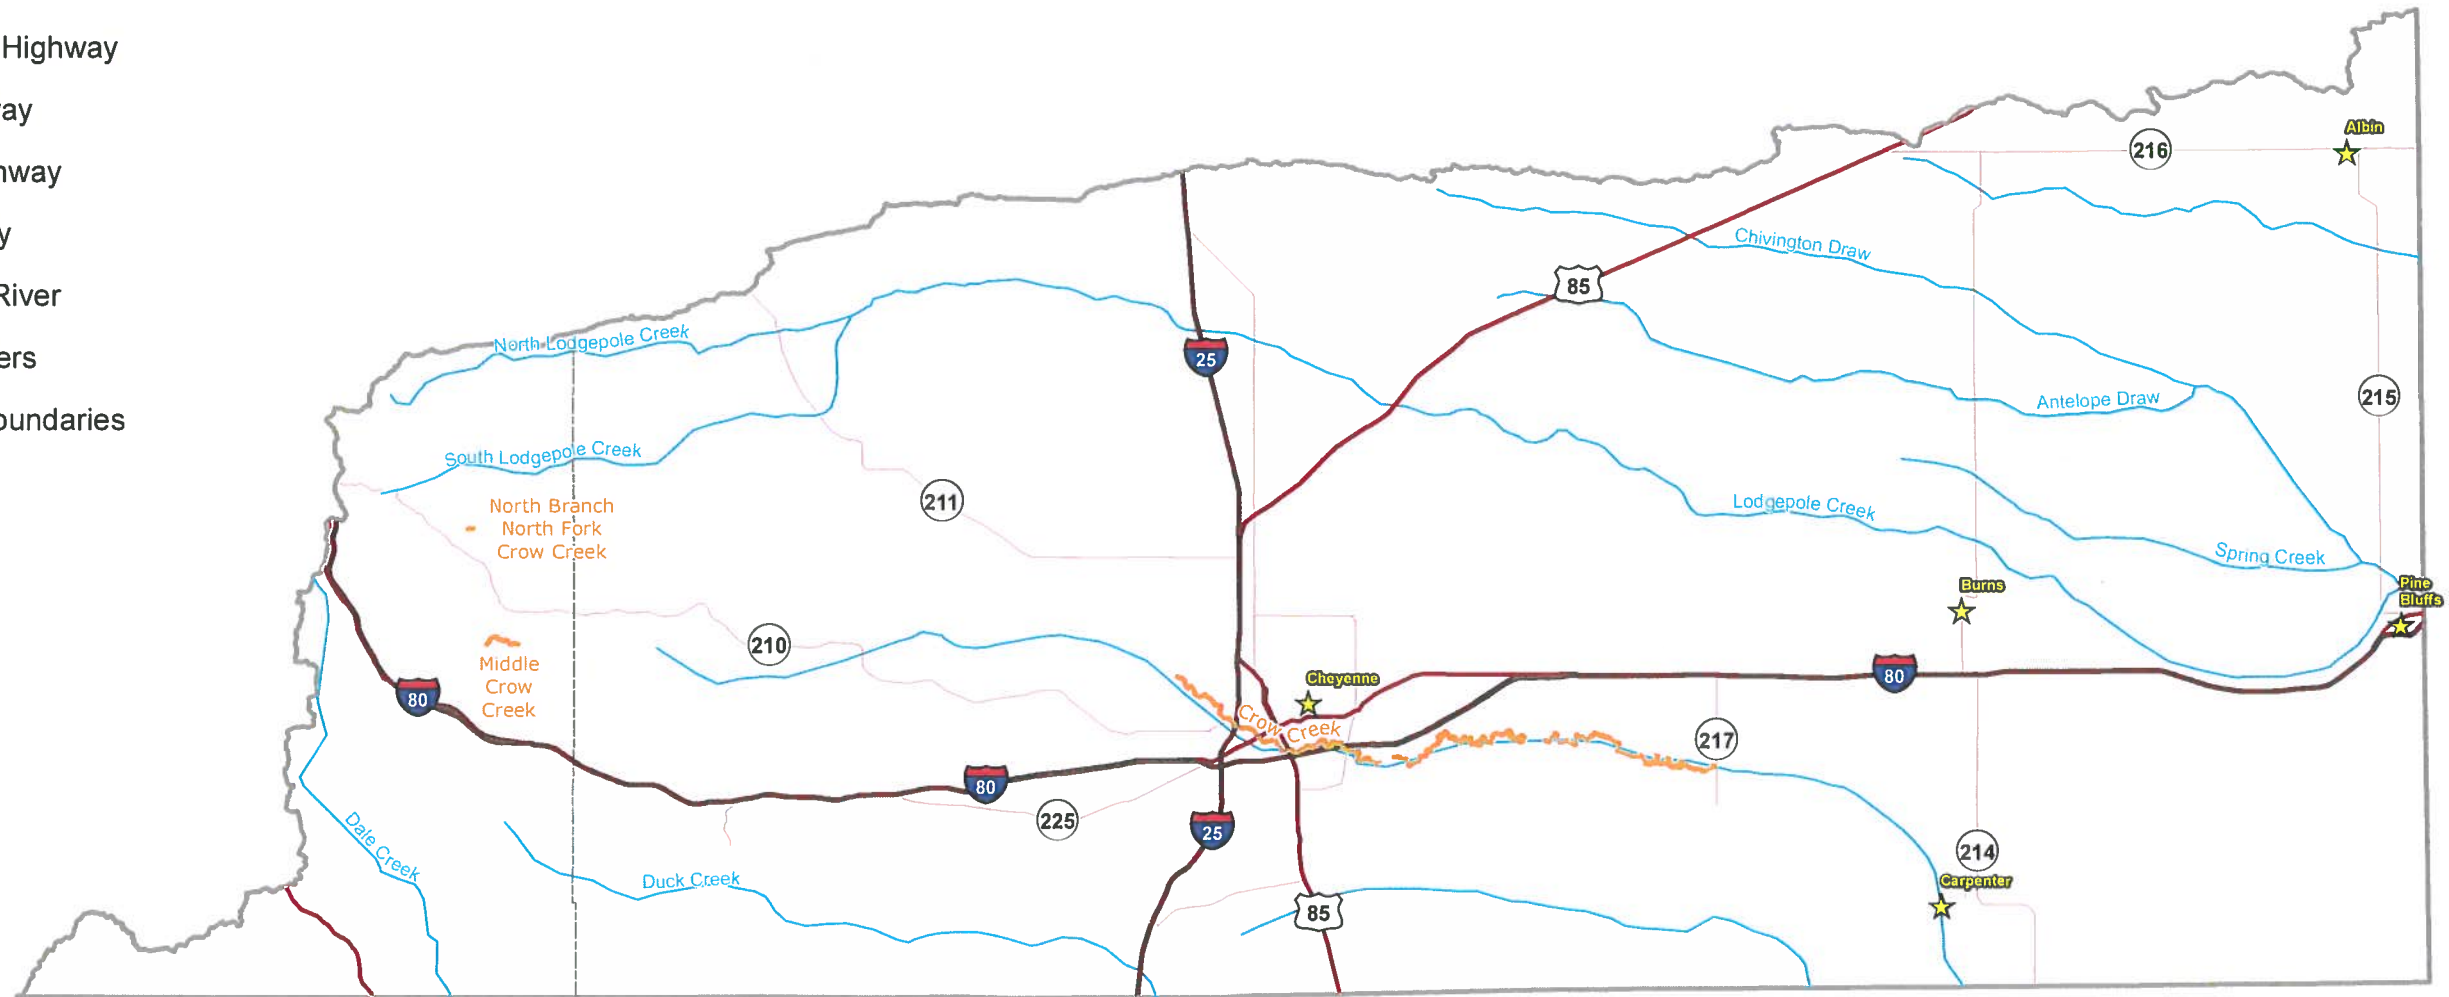 Highway
ay
hway
y
River
ers
oundaries
Albin
216
Chivington Draw
85
North Lodgepole Creek
25
Antelope Draw
215
South Lodgepole Creek
211
North Branch
North Fork
Crow Creek
Lodgepole Creek
Spring Creek
Pine
Bluffs
Burns
210
Middle
Crow
Creek
80
Cheyenne
80
Crow Creek
217
80
225
25
Dale Creek
Duck Creek
214
Carpenter
85